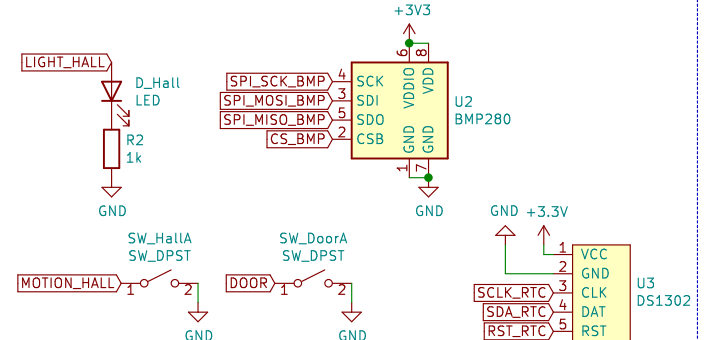 +3V3
LIGHT_HALL
D_Hall
LED
R2
1k
GND
6
8
SPI_SCK_BMP 4 SCK
SPI_MOSI_BMP 3 SDI
SPI_MISO_BMP 5 SDO
CS_BMP 2 CSB
VDDIO
VDD
GND
GND
1
7
U2
BMP280
GND
SW_HallA
SW_DPST
MOTION_HALL
1
2
GND
SW_DoorA
SW_DPST
DOOR
1
2
GND
GND
+3.3V
1 VCC
2 GND
SCLK_RTC 3 CLK
SDA_RTC 4 DAT
RST_RTC 5 RST
U3
DS1302